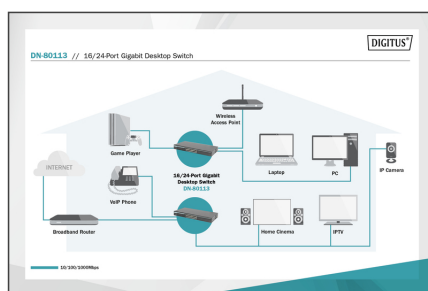 DIGITUS®
DN-80113 // 16/24-Port Gigabit Desktop Switch
Wireless
Access Point
Game Player
16/24-Port Gigabit
Desktop Switch
DN-80113
Laptop
PC
IP Camera
INTERNET
VoIP Phone
Broadband Router
Home Cinema
IPTV
10/100/1000Mbps